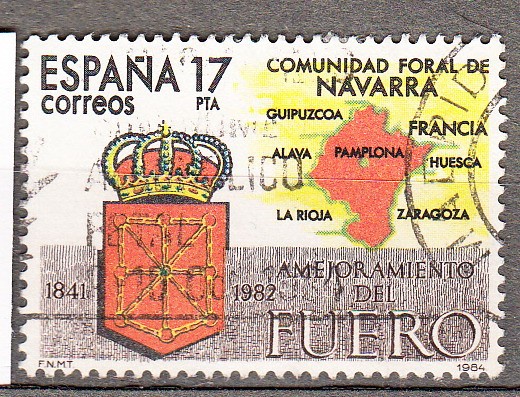 ESPAÑA 17
correos PTA
COMUNIDAD FORAL DE
NAVARRA
GUIPUZCOA
FRANCIA
ALAVA PAMPLONA HUESCA
LA RIOJA ZARAGOZA
1841 1982
AMEJORAMIENTO
DEL
FUERO
F.N.M.T. 1984